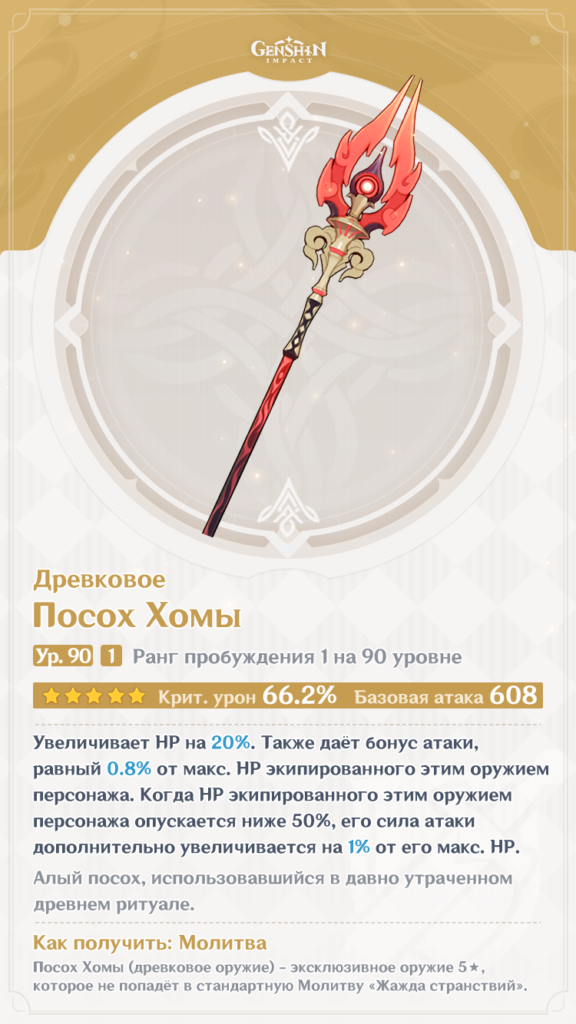 GENSHIN
IMPACT
Древковое
Посох Хомы
Ур. 90 1 Ранг пробуждения 1 на 90 уровне
Крит. урон 66.2% Базовая атака 608
Увеличивает HP на 20%. Также даёт бонус атаки,
равный 0.8% от макс. HP экипированного этим оружием
персонажа. Когда HP экипированного этим оружием
персонажа опускается ниже 50%, его сила атаки
дополнительно увеличивается на 1% от его макс. HP.
Алый посох, использовавшийся в давно утраченном
древнем ритуале.
Как получить: Молитва
Посох Хомы (древковое оружие) – эксклюзивное оружие 5★,
которое не попадёт в стандартную Молитву «Жажда странствий».